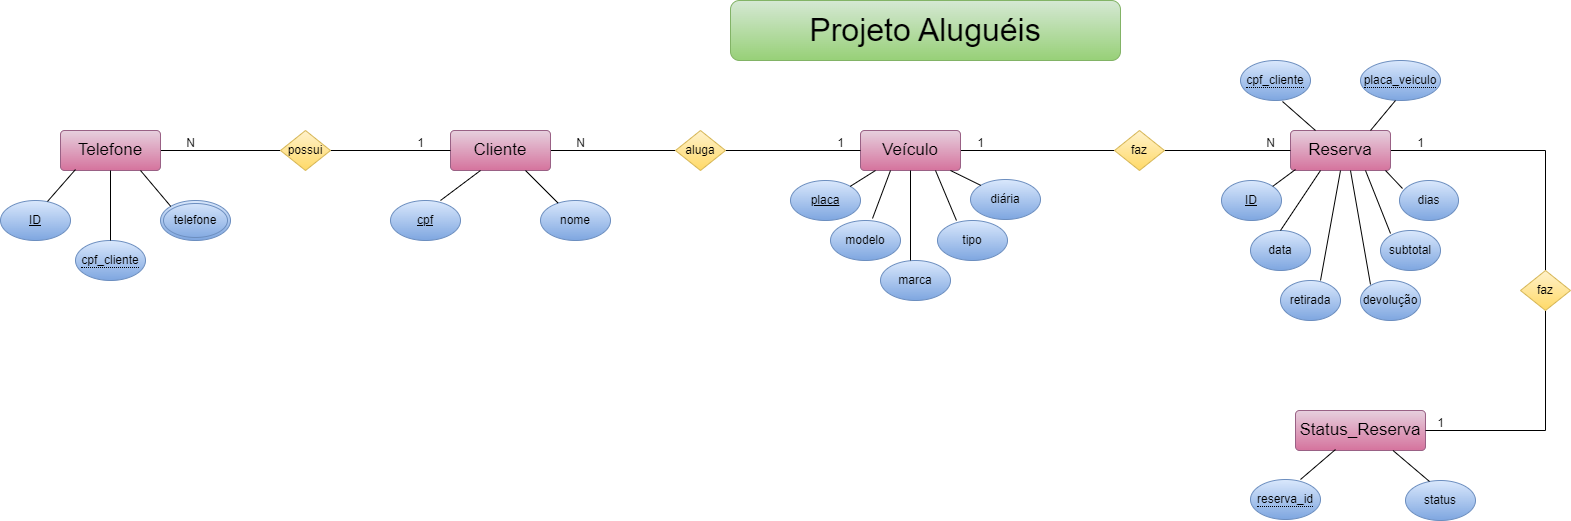 Projeto Aluguéis
cpf_cliente
placa_veiculo
Telefone
N
possui
1
Cliente
N
aluga
1
Veículo
1
faz
N
Reserva
1
ID
telefone
cpf_cliente
cpf
nome
placa
modelo
marca
tipo
diária
ID
data
retirada
devolução
subtotal
dias
faz
Status_Reserva
1
reserva_id
status